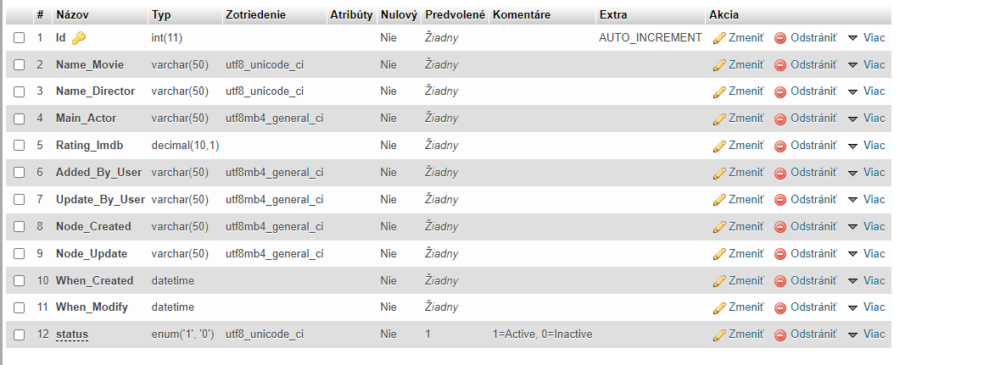 # Názov Typ Zotriedenie Atribúty Nulový Predvolené Komentáre Extra Akcia
1 Id int(11) Nie Žiadny AUTO_INCREMENT Zmeniť Odstrániť Viac
2 Name_Movie varchar(50) utf8_unicode_ci Nie Žiadny Zmeniť Odstrániť Viac
3 Name_Director varchar(50) utf8_unicode_ci Nie Žiadny Zmeniť Odstrániť Viac
4 Main_Actor varchar(50) utf8mb4_general_ci Nie Žiadny Zmeniť Odstrániť Viac
5 Rating_Imdb decimal(10,1) Nie Žiadny Zmeniť Odstrániť Viac
6 Added_By_User varchar(50) utf8mb4_general_ci Nie Žiadny Zmeniť Odstrániť Viac
7 Update_By_User varchar(50) utf8mb4_general_ci Nie Žiadny Zmeniť Odstrániť Viac
8 Node_Created varchar(50) utf8mb4_general_ci Nie Žiadny Zmeniť Odstrániť Viac
9 Node_Update varchar(50) utf8mb4_general_ci Nie Žiadny Zmeniť Odstrániť Viac
10 When_Created datetime Nie Žiadny Zmeniť Odstrániť Viac
11 When_Modify datetime Nie Žiadny Zmeniť Odstrániť Viac
12 status enum('1', '0') utf8_unicode_ci Nie 1 1=Active, 0=Inactive Zmeniť Odstrániť Viac